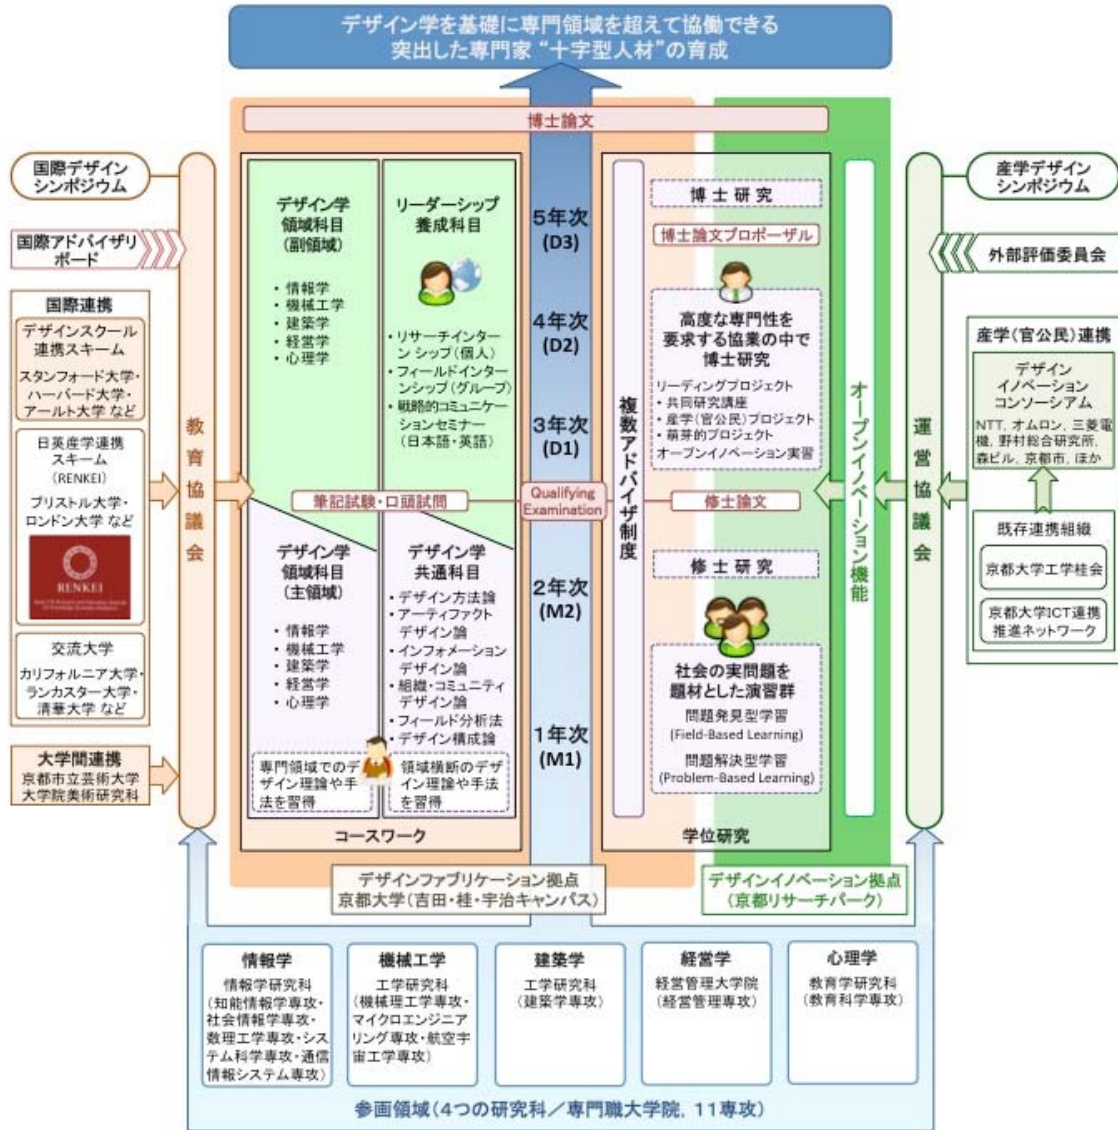 デザイン学を基礎に専門領域を超えて協働できる
突出した専門家 “十字型人材”の育成
博士論文
国際デザイン
シンポジウム
国際アドバイザリ
ボード
国際連携
デザインスクール
連携スキーム
スタンフォード大学・
ハーバード大学・
アールト大学 など
日英産学連携
スキーム
(RENKEI)
ブリストル大学・
ロンドン大学 など
RENKEI
交流大学
カリフォルニア大学・
ランカスター大学・
清華大学 など
大学間連携
京都市立芸術大学
大学院美術研究科
教育協議会
デザイン学
領域科目
(副領域)
・情報学
・機械工学
・建築学
・経営学
・心理学
リーダーシップ
養成科目
・リサーチインター
ンシップ(個人)
・フィールドインター
ンシップ(グループ)
・戦略的コミュニケー
ションセミナー
(日本語・英語)
筆記試験・口頭試問
デザイン学
領域科目
(主領域)
・情報学
・機械工学
・建築学
・経営学
・心理学
専門領域でのデ
ザイン理論や手
法を習得
デザイン学
共通科目
・デザイン方法論
・アーティファクト
デザイン論
・インフォメーション
デザイン論
・組織・コミュニティ
デザイン論
・フィールド分析法
・デザイン構成論
領域横断のデ
ザイン理論や手
法を習得
コースワーク
5年次
(D3)
4年次
(D2)
3年次
(D1)
Qualifying
Examination
2年次
(M2)
1年次
(M1)
複数アドバイザ制度
博士研究
博士論文プロポーザル
高度な専門性を
要求する協業の中で
博士研究
リーディングプロジェクト
・共同研究講座
・産学(官公民)プロジェクト
・萌芽的プロジェクト
オープンイノベーション実習
修士論文
修士研究
社会の実問題を
題材とした演習群
問題発見型学習
(Field-Based Learning)
問題解決型学習
(Problem-Based Learning)
学位研究
オープンイノベーション機能
運営協議会
産学デザイン
シンポジウム
外部評価委員会
産学(官公民)連携
デザイン
イノベーション
コンソーシアム
NTT, オムロン, 三菱電
機, 野村総合研究所,
森ビル, 京都市, ほか
既存連携組織
京都大学工学桂会
京都大学ICT連携
推進ネットワーク
デザインファブリケーション拠点
京都大学(吉田・桂・宇治キャンパス)
デザインイノベーション拠点
(京都リサーチパーク)
情報学
情報学研究科
(知能情報学専攻・
社会情報学専攻・
数理工学専攻・シス
テム科学専攻・通信
情報システム専攻)
機械工学
工学研究科
(機械理工学専攻・
マイクロエンジニア
リング専攻・航空宇
宙工学専攻)
建築学
工学研究科
(建築学専攻)
経営学
経営管理大学院
(経営管理専攻)
心理学
教育学研究科
(教育科学専攻)
参画領域(4つの研究科/専門職大学院, 11専攻)